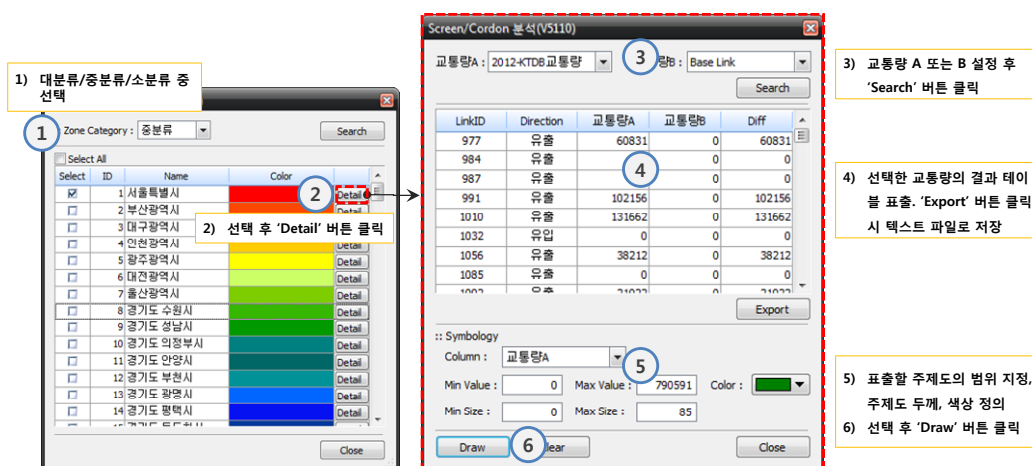 1) 대분류/중분류/소분류 중
선택
1
Zone Category : 중분류
Search
Select All
Select ID Name Color
1 서울특별시 Detail
2
2 부산광역시 Detail
3 대구광역시
2) 선택 후 ‘Detail’ 버튼 클릭
4 인천광역시 Detail
5 광주광역시 Detail
6 대전광역시 Detail
7 울산광역시 Detail
8 경기도 수원시 Detail
9 경기도 성남시 Detail
10 경기도 의정부시 Detail
11 경기도 안양시 Detail
12 경기도 부천시 Detail
13 경기도 광명시 Detail
14 경기도 평택시 Detail
Close
Screen/Cordon 분석(V5110)
교통량A : 2012-KTDB교통량 3 량B : Base Link
Search
LinkID Direction 교통량A 교통량B Diff
977 유출 60831 0 60831
984 유출 0 0
987 유출 0 0
4
991 유출 102156 0 102156
1010 유출 131662 0 131662
1032 유입 0 0 0
1056 유출 38212 0 38212
1085 유출 0 0 0
1092 유출 21922 0 21922
Export
:: Symbology
Column : 교통량A
5
Min Value : 0 Max Value : 790591 Color :
Min Size : 0 Max Size : 85
Draw 6 lear Close
3) 교통량 A 또는 B 설정 후
‘Search’ 버튼 클릭
4) 선택한 교통량의 결과 테이
블 표출. ‘Export’ 버튼 클릭
시 텍스트 파일로 저장
5) 표출할 주제도의 범위 지정,
주제도 두께, 색상 정의
6) 선택 후 ‘Draw’ 버튼 클릭